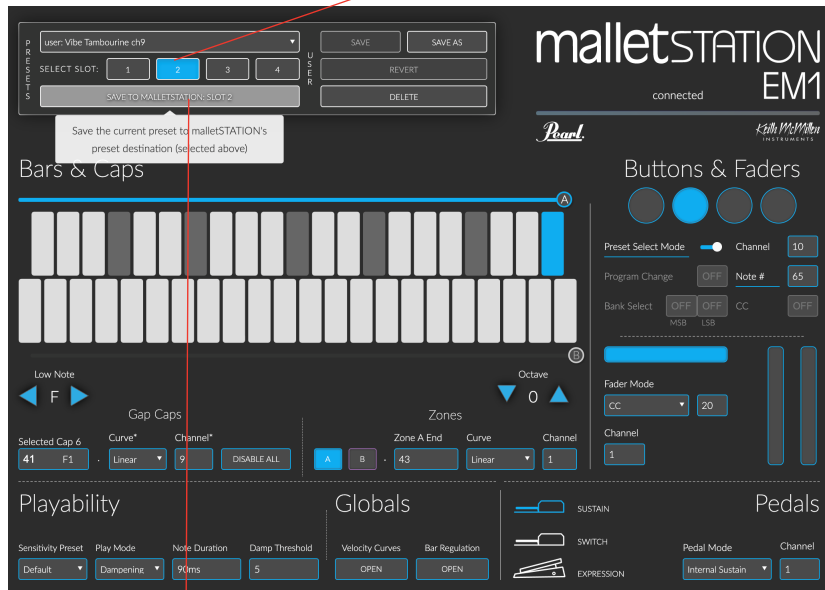 PRESETS
user: Vibe Tambourine ch9
SELECT SLOT: 1 2 3 4
SAVE TO MALLETSTATION: SLOT 2
USER
SAVE SAVE AS
REVERT
DELETE
malletSTATION
EM1
connected
Pearl.
Keith McMillen
INSTRUMENTS
Save the current preset to malletSTATION's
preset destination (selected above)
Bars & Caps
A
B
Low Note
F
Octave
0
Gap Caps
Selected Cap 6 Curve* Channel*
41 F1 Linear 9 DISABLE ALL
Zones
Zone A End Curve Channel
A B 43 Linear 1
Buttons & Faders
Preset Select Mode Channel 10
Program Change OFF Note # 65
Bank Select OFF OFF CC OFF
MSB LSB
Fader Mode
CC 20
Channel
1
Playability
Sensitivity Preset Play Mode Note Duration Damp Threshold
Default Dampening 90ms 5
Globals
Velocity Curves Bar Regulation
OPEN OPEN
Pedals
SUSTAIN
SWITCH
EXPRESSION
Pedal Mode Channel
Internal Sustain 1